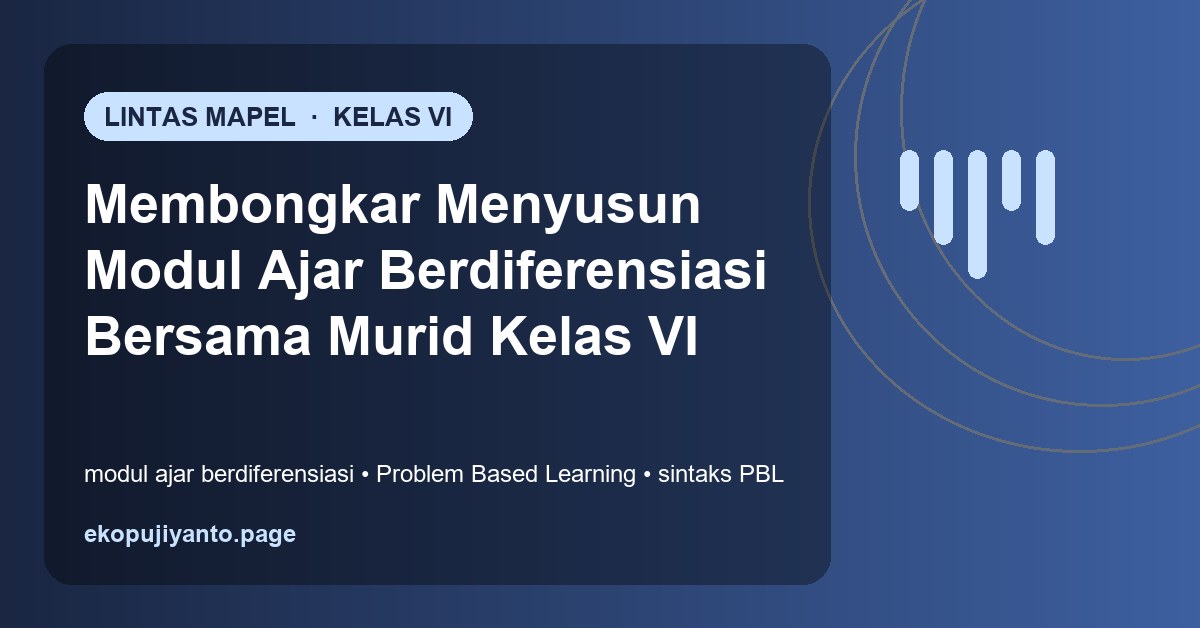 LINTAS MAPEL · KELAS VI
Membongkar Menyusun
Modul Ajar Berdiferensiasi
Bersama Murid Kelas VI
modul ajar berdiferensiasi • Problem Based Learning • sintaks PBL
ekopujiyanto.page